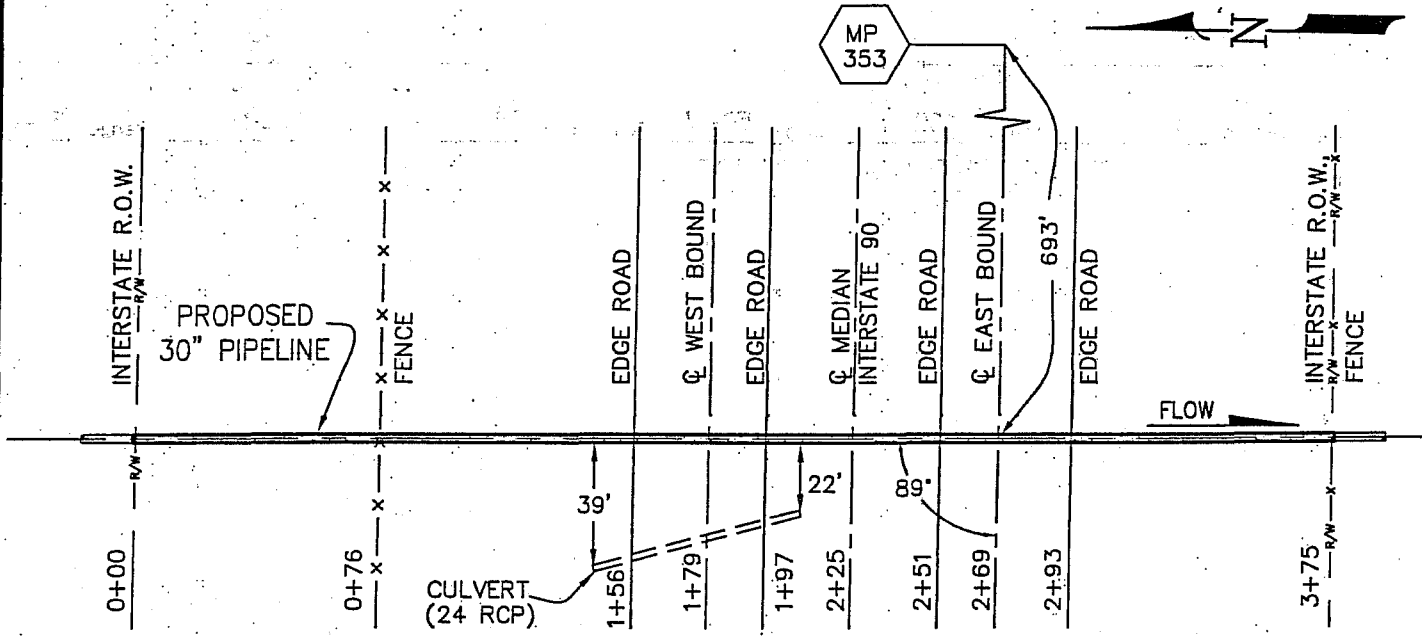 MP
353
N
INTERSTATE R.O.W.
R/W
PROPOSED
30" PIPELINE
FENCE
EDGE ROAD
℄ WEST BOUND
EDGE ROAD
℄ MEDIAN
INTERSTATE 90
EDGE ROAD
℄ EAST BOUND
693'
EDGE ROAD
INTERSTATE R.O.W.
R/W
R/W
FENCE
FLOW
R/W
39'
22'
89°
R/W
CULVERT
(24 RCP)
0+00
0+76
1+56
1+79
1+97
2+25
2+51
2+69
2+93
3+75